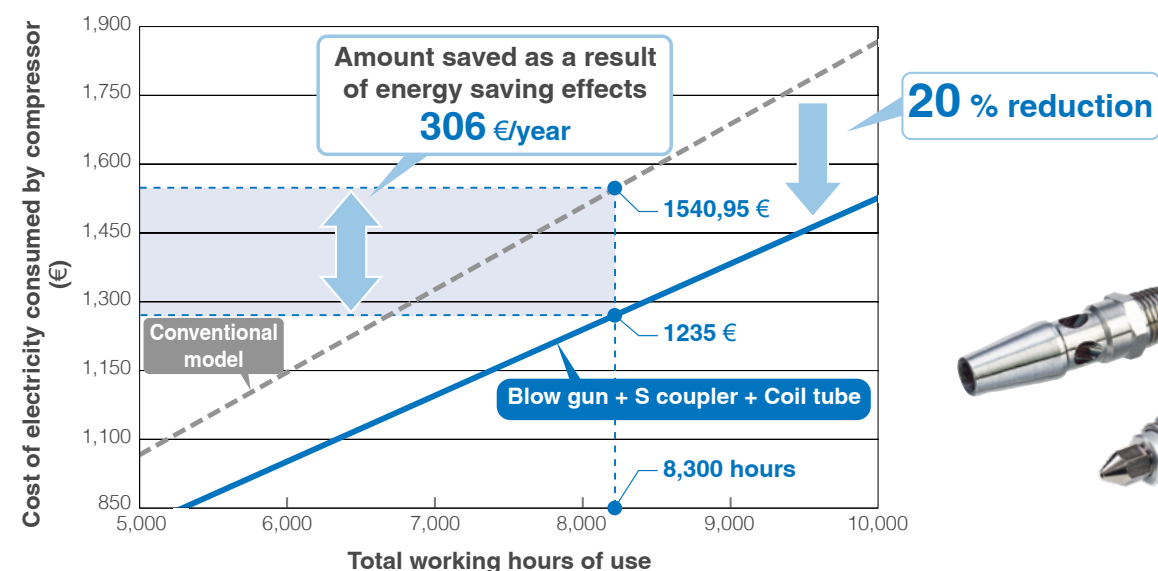 Cost of electricity consumed by compressor
(€)
1,900
1,750
1,600
1,450
1,300
1,150
1,100
850
Amount saved as a result
of energy saving effects
306 €/year
20 % reduction
1540,95 €
1235 €
Conventional
model
Blow gun + S coupler + Coil tube
8,300 hours
5,000
6,000
7,000
8,000
9,000
10,000
Total working hours of use